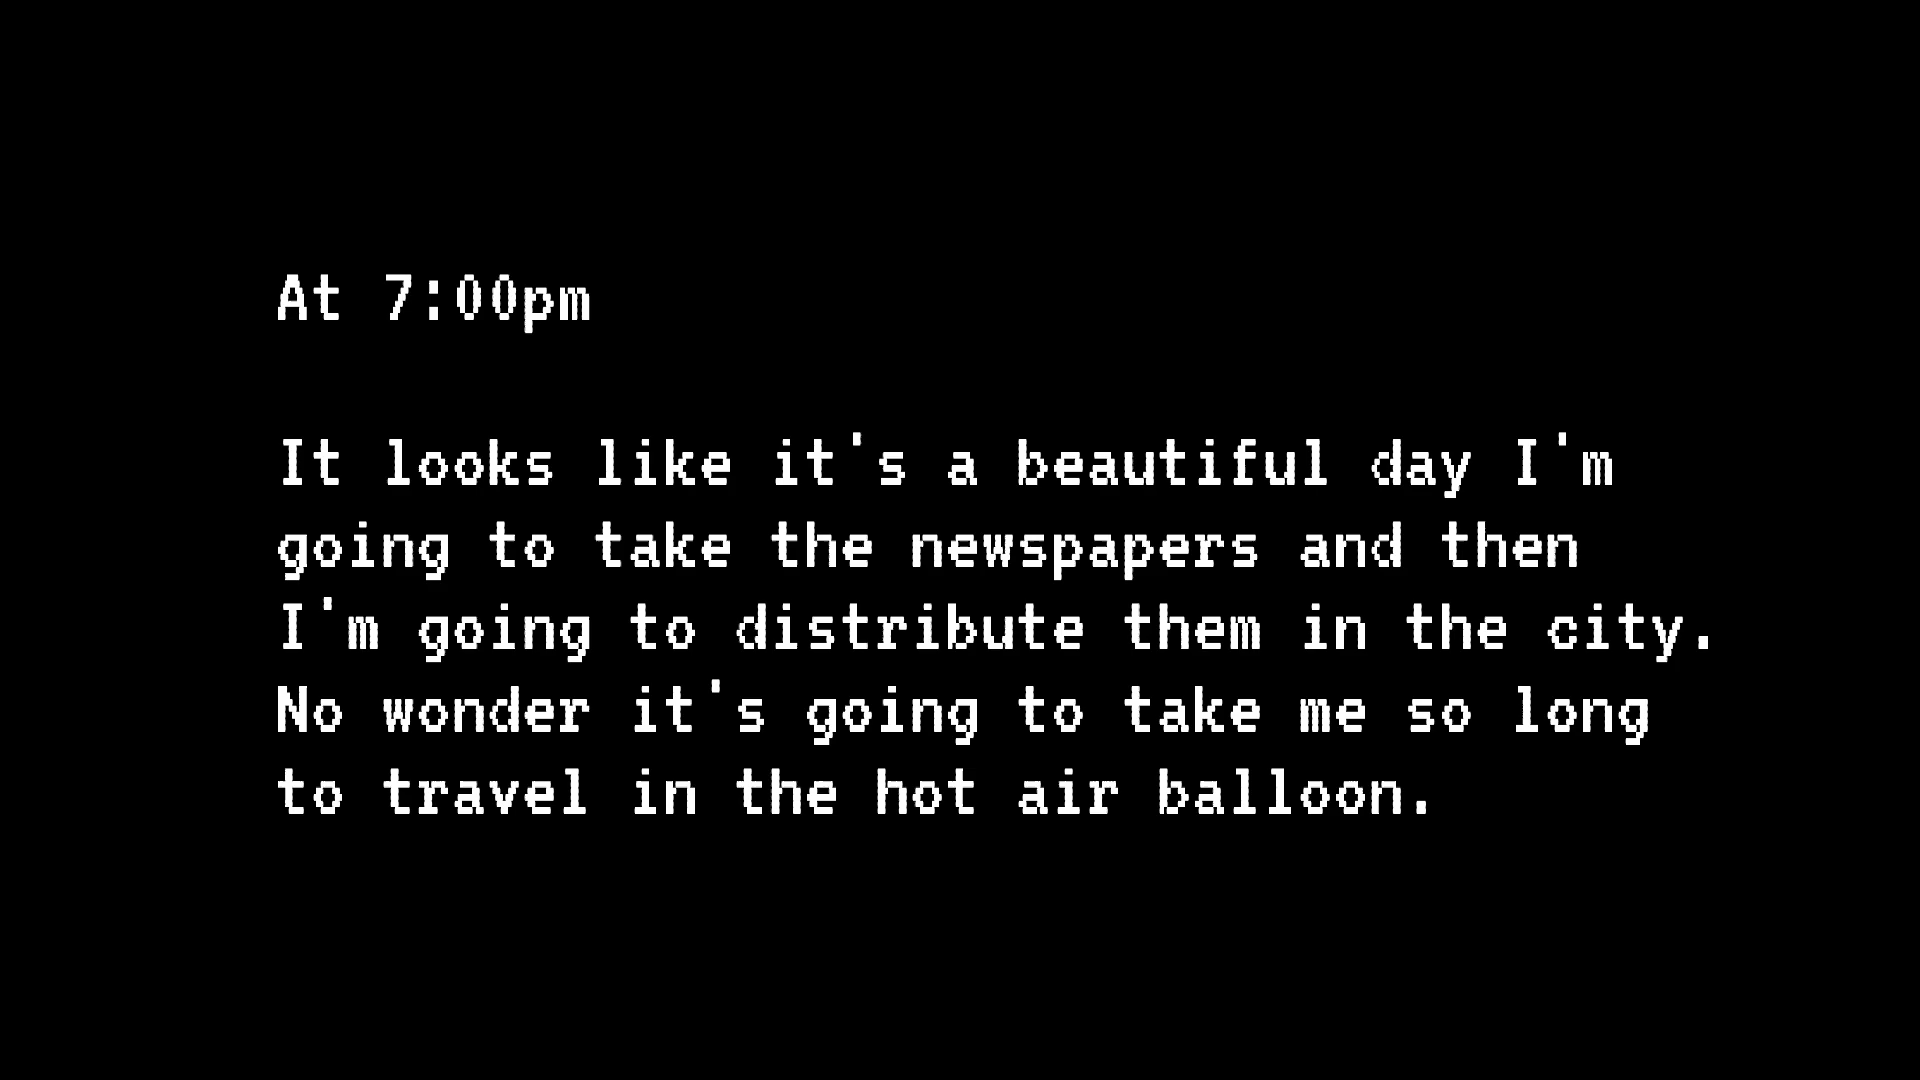 At 7:00pm
It looks like it's a beautiful day I'm
going to take the newspapers and then
I'm going to distribute them in the city.
No wonder it's going to take me so long
to travel in the hot air balloon.